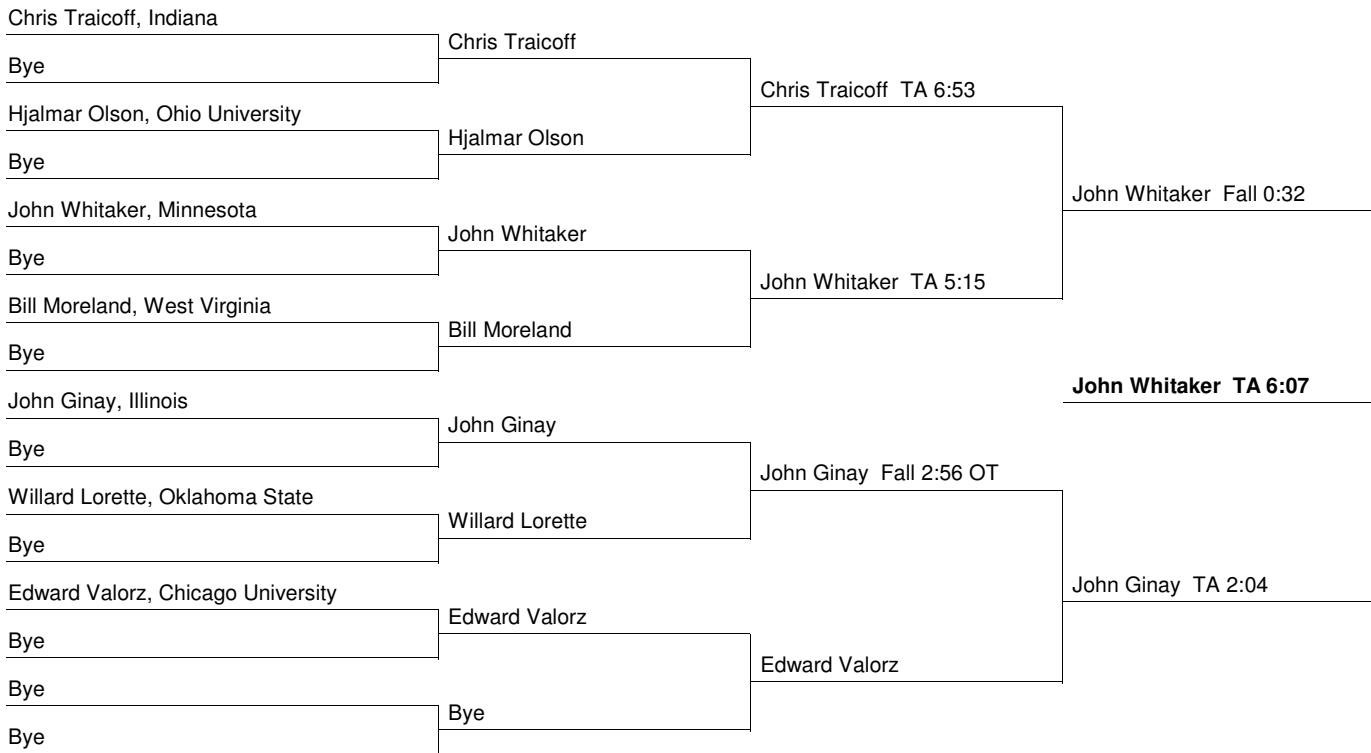 Chris Traicoff, Indiana
Bye
Hjalmar Olson, Ohio University
Bye
John Whitaker, Minnesota
Bye
Bill Moreland, West Virginia
Bye
John Ginay, Illinois
Bye
Willard Lorette, Oklahoma State
Bye
Edward Valorz, Chicago University
Bye
Bye
Bye
Chris Traicoff
Hjalmar Olson
John Whitaker
Bill Moreland
John Ginay
Willard Lorette
Edward Valorz
Bye
Chris Traicoff TA 6:53
John Whitaker TA 5:15
John Ginay Fall 2:56 OT
Edward Valorz
John Whitaker Fall 0:32
John Whitaker TA 6:07
John Ginay TA 2:04